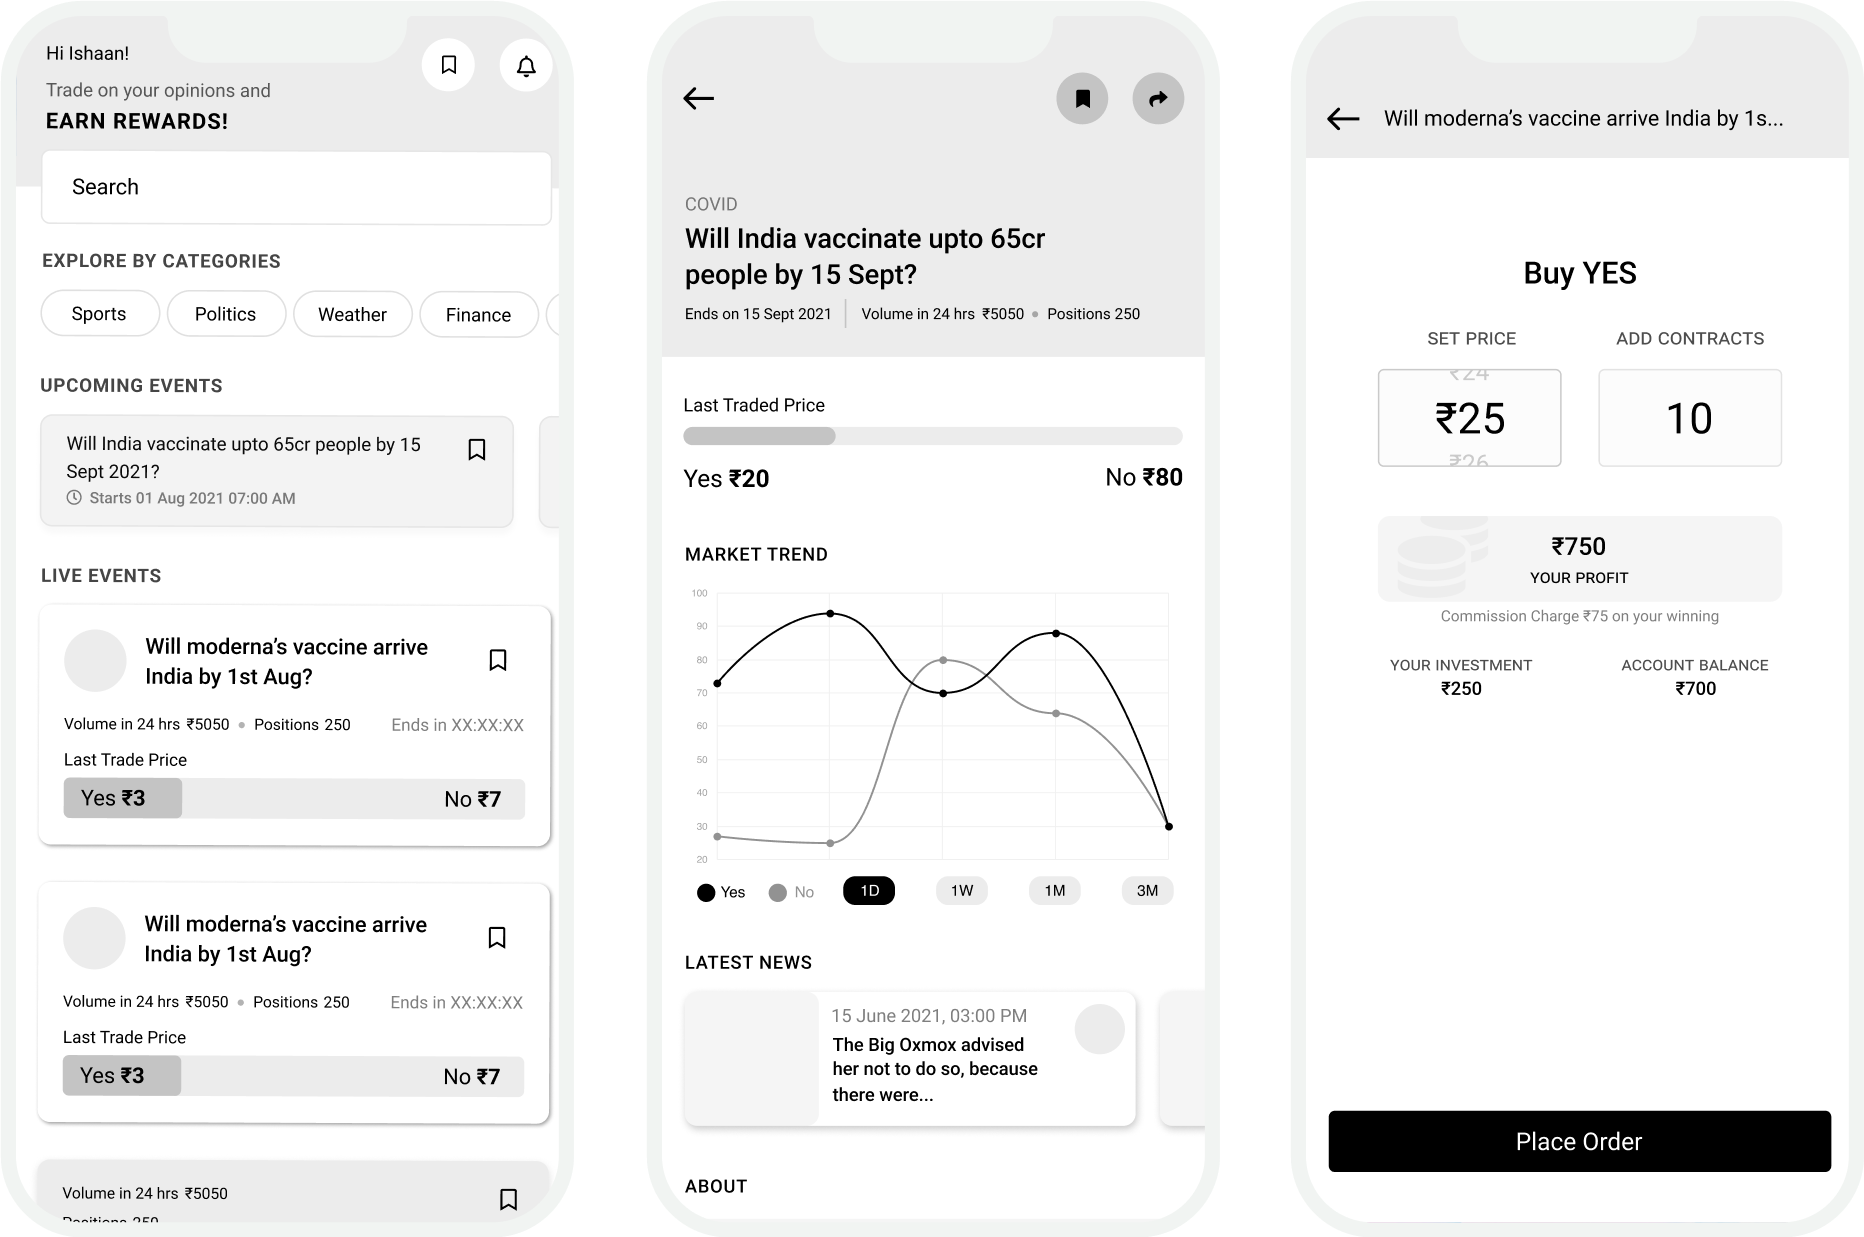 Hi Ishaan!
Trade on your opinions and
EARN REWARDS!
Search
EXPLORE BY CATEGORIES
Sports
Politics
Weather
Finance
UPCOMING EVENTS
Will India vaccinate upto 65cr people by 15
Sept 2021?
Starts 01 Aug 2021 07:00 AM
LIVE EVENTS
Will moderna’s vaccine arrive
India by 1st Aug?
Volume in 24 hrs ₹5050 • Positions 250
Ends in XX:XX:XX
Last Trade Price
Yes ₹3
No ₹7
Will moderna’s vaccine arrive
India by 1st Aug?
Volume in 24 hrs ₹5050 • Positions 250
Ends in XX:XX:XX
Last Trade Price
Yes ₹3
No ₹7
Volume in 24 hrs ₹5050
Positions 250
COVID
Will India vaccinate upto 65cr
people by 15 Sept?
Ends on 15 Sept 2021
Volume in 24 hrs ₹5050 • Positions 250
Last Traded Price
Yes ₹20
No ₹80
MARKET TREND
100
90
80
70
60
50
40
30
20
Yes
No
1D
1W
1M
3M
LATEST NEWS
15 June 2021, 03:00 PM
The Big Oxmox advised
her not to do so, because
there were...
ABOUT
Will moderna’s vaccine arrive India by 1s...
Buy YES
SET PRICE
ADD CONTRACTS
₹24
₹25
₹26
10
₹750
YOUR PROFIT
Commission Charge ₹75 on your winning
YOUR INVESTMENT
₹250
ACCOUNT BALANCE
₹700
Place Order